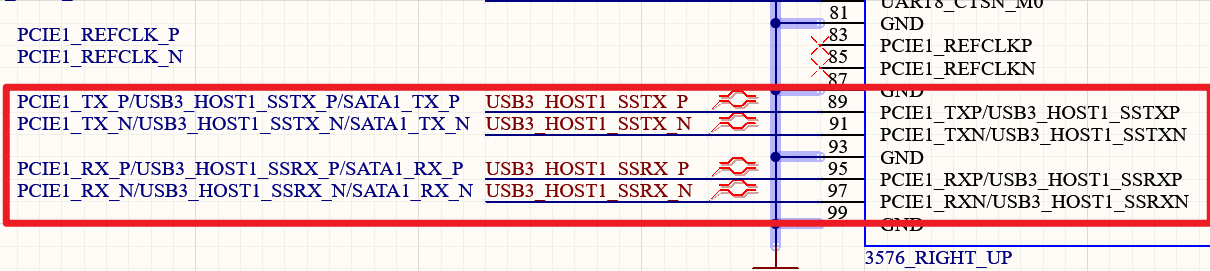 UART8_CTSN_M0
81 GND
PCIE1_REFCLK_P 83 PCIE1_REFCLKP
PCIE1_REFCLK_N 85 PCIE1_REFCLKN
87 GND
PCIE1_TX_P/USB3_HOST1_SSTX_P/SATA1_TX_P USB3_HOST1_SSTX_P 89 PCIE1_TXP/USB3_HOST1_SSTXP
PCIE1_TX_N/USB3_HOST1_SSTX_N/SATA1_TX_N USB3_HOST1_SSTX_N 91 PCIE1_TXN/USB3_HOST1_SSTXN
93 GND
PCIE1_RX_P/USB3_HOST1_SSRX_P/SATA1_RX_P USB3_HOST1_SSRX_P 95 PCIE1_RXP/USB3_HOST1_SSRXP
PCIE1_RX_N/USB3_HOST1_SSRX_N/SATA1_RX_N USB3_HOST1_SSRX_N 97 PCIE1_RXN/USB3_HOST1_SSRXN
99 GND
3576_RIGHT_UP